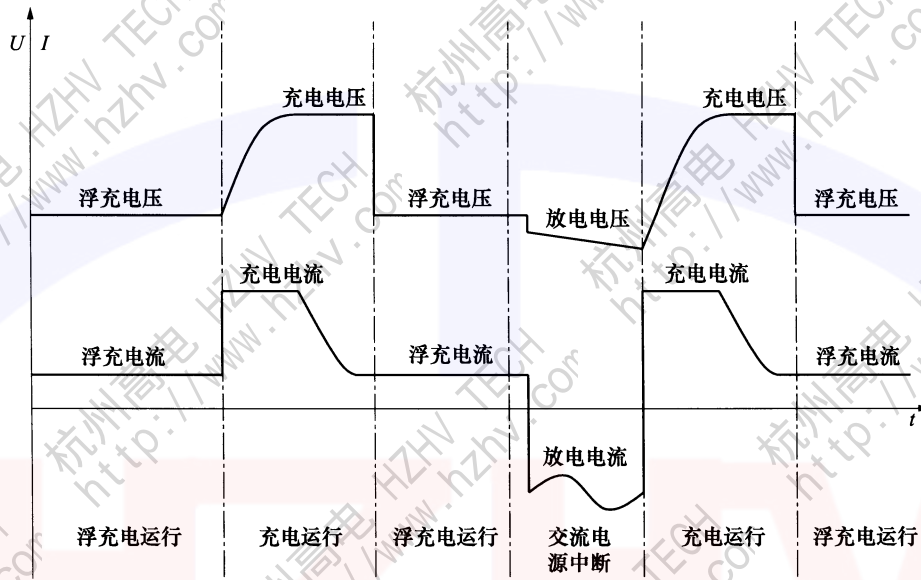 U I
充电电压
充电电压
浮充电压
浮充电压
放电电压
浮充电压
充电电流
充电电流
浮充电流
浮充电流
浮充电流
t
放电电流
浮充电运行
充电运行
浮充电运行
交流电
源中断
充电运行
浮充电运行
杭州高电 HZHV TECH
http://www.hzhv.cor